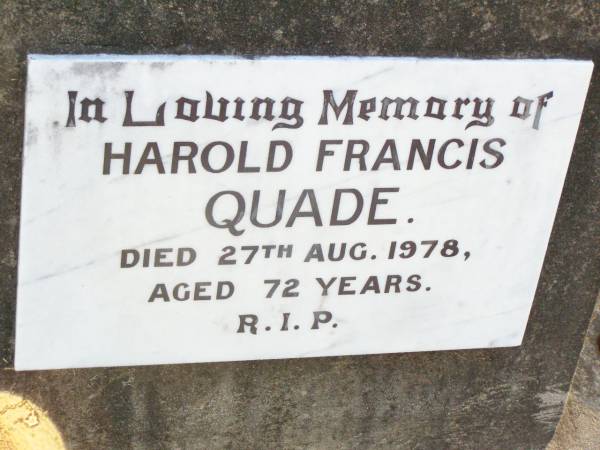 In Loving Memory of
HAROLD FRANCIS
QUADE.
DIED 27TH AUG. 1978,
AGED 72 YEARS.
R.I.P.